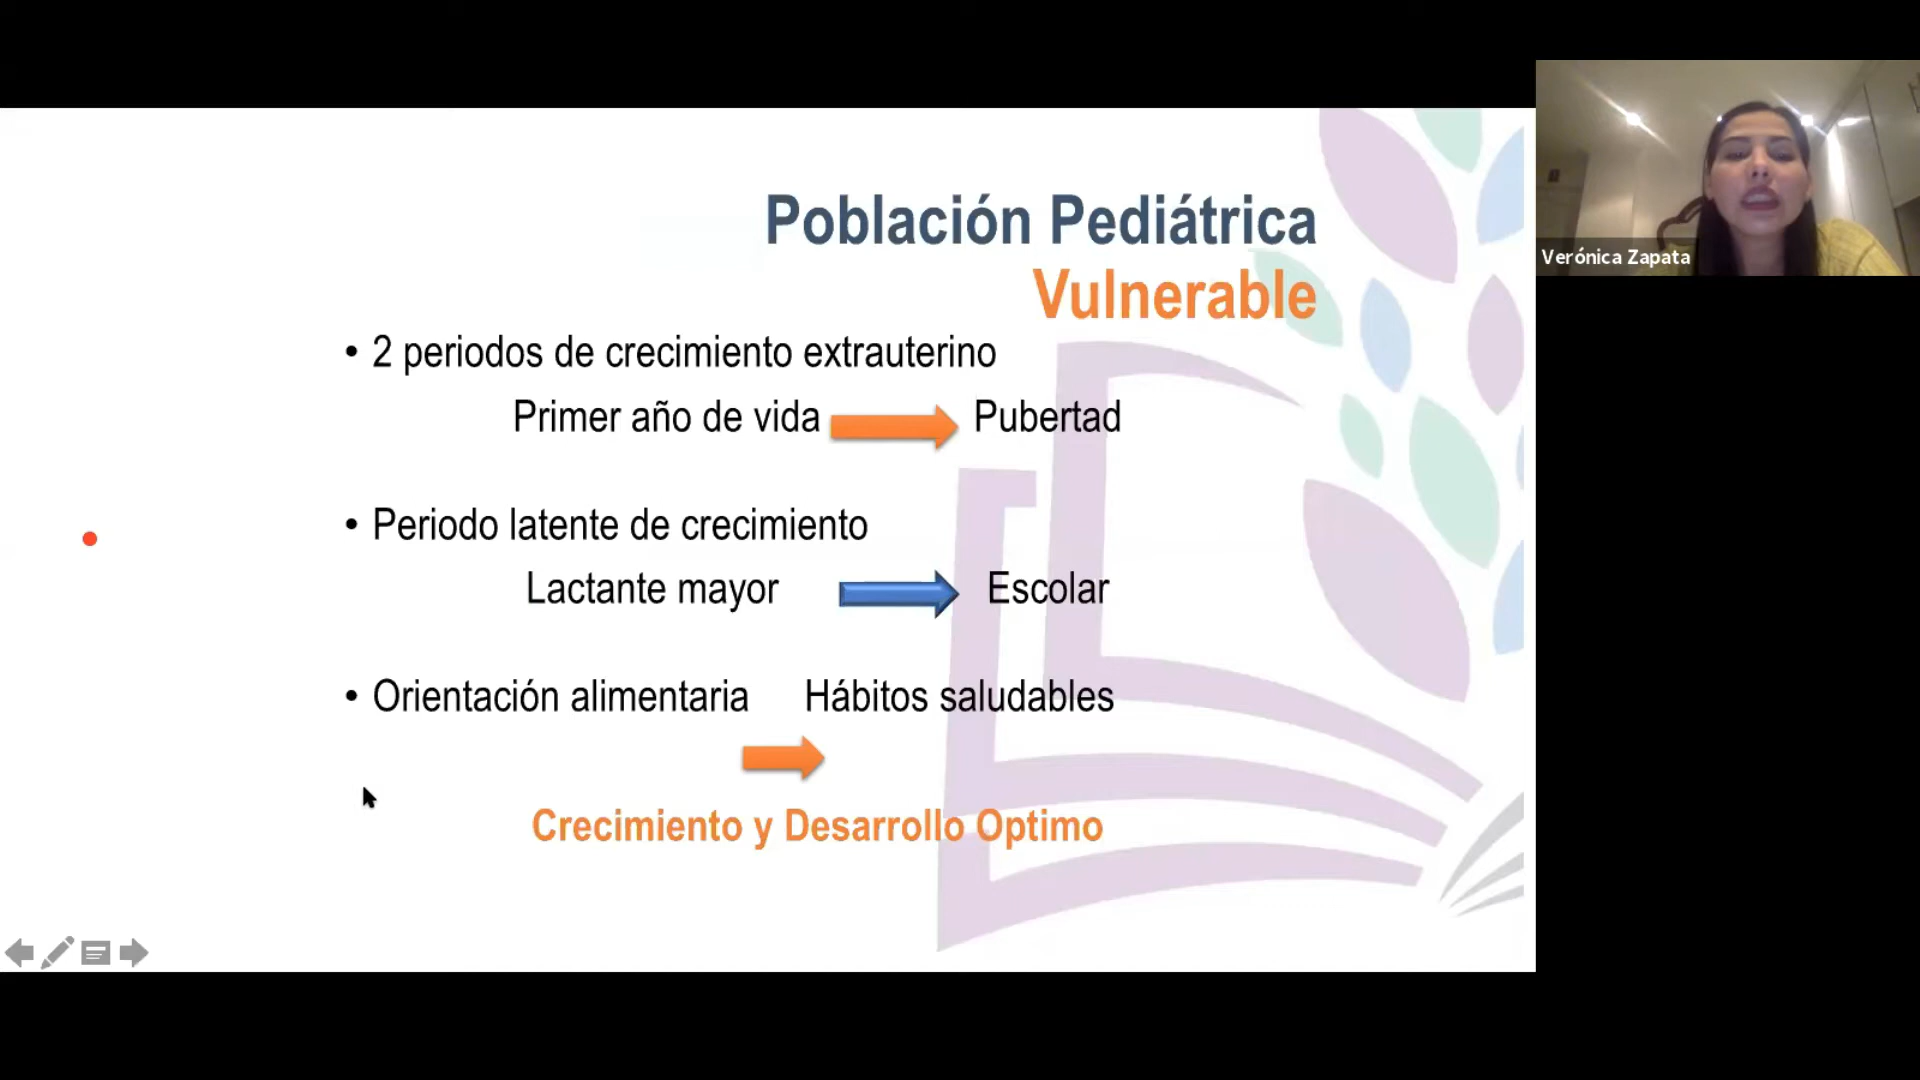 Población Pediátrica
Vulnerable
• 2 periodos de crecimiento extrauterino
Primer año de vida Pubertad
• Periodo latente de crecimiento
Lactante mayor Escolar
• Orientación alimentaria Hábitos saludables
Crecimiento y Desarrollo Optimo
Verónica Zapata